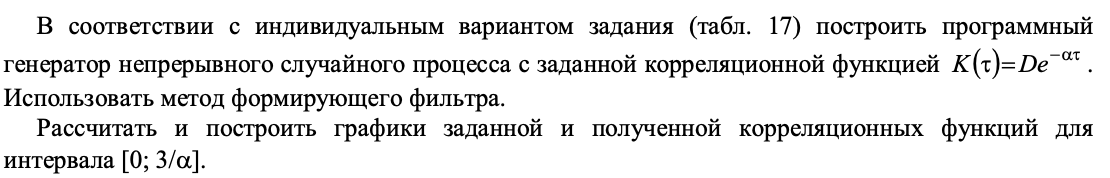 В соответствии с индивидуальным вариантом задания (табл. 17) построить программный
генератор непрерывного случайного процесса с заданной корреляционной функцией K(τ)=De^{−ατ} .
Использовать метод формирующего фильтра.
Рассчитать и построить графики заданной и полученной корреляционных функций для
интервала [0; 3/α].